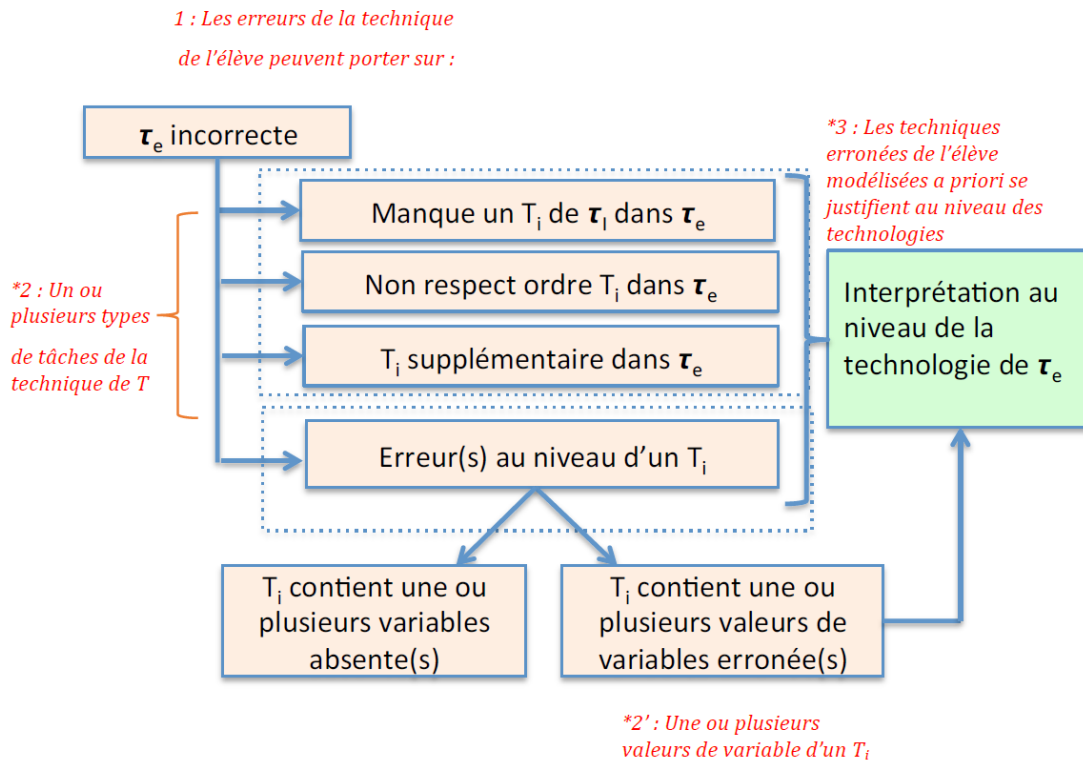 1 : Les erreurs de la technique
de l'élève peuvent porter sur :
τe incorrecte
*3 : Les techniques
erronées de l'élève
modélisées a priori se
justifient au niveau des
technologies
Manque un Ti de τI dans τe
*2 : Un ou
plusieurs types
de tâches de la
technique de T
Non respect ordre Ti dans τe
Ti supplémentaire dans τe
Interprétation au
niveau de la
technologie de τe
Erreur(s) au niveau d'un Ti
Ti contient une ou
plusieurs variables
absente(s)
Ti contient une ou
plusieurs valeurs de
variables erronée(s)
*2' : Une ou plusieurs
valeurs de variable d'un Ti